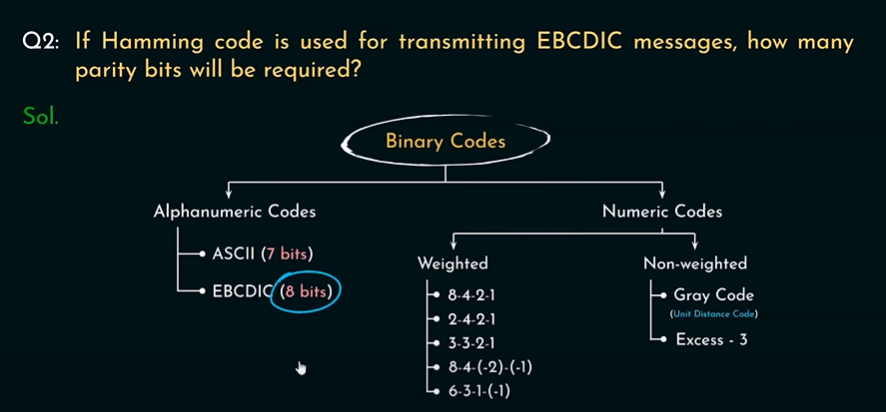 Q2: If Hamming code is used for transmitting EBCDIC messages, how many
parity bits will be required?
Sol.
Binary Codes
Alphanumeric Codes
ASCII (7 bits)
EBCDIC (8 bits)
Numeric Codes
Weighted
8-4-2-1
2-4-2-1
3-3-2-1
8-4-(-2)-(-1)
6-3-1-(-1)
Non-weighted
Gray Code
(Unit Distance Code)
Excess - 3